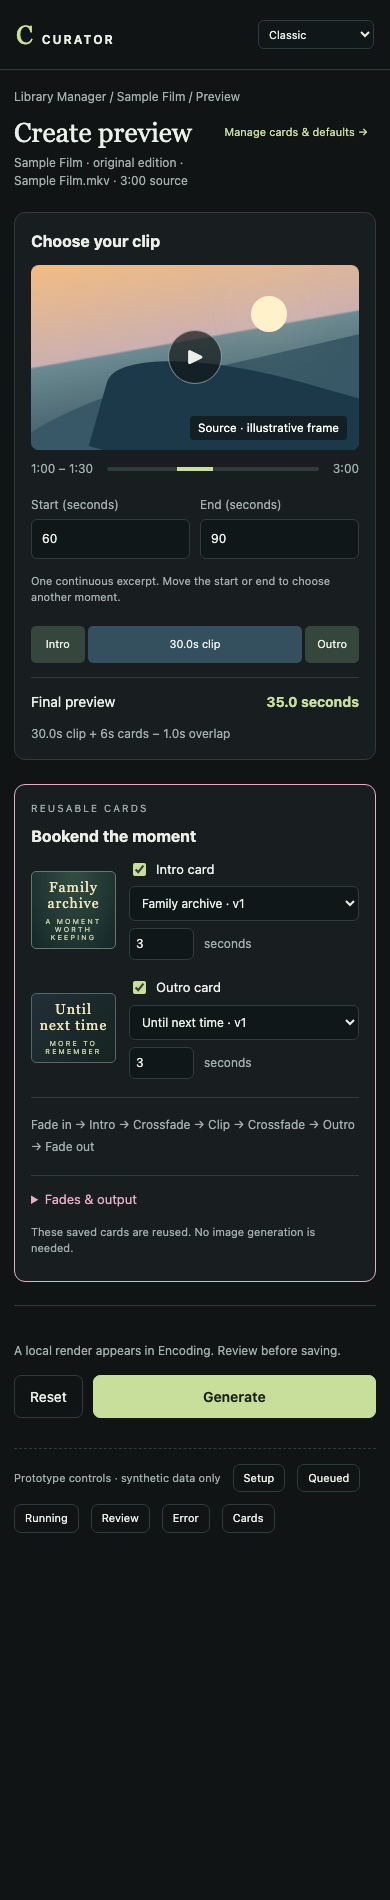 C CURATOR
Classic
Library Manager / Sample Film / Preview
Create preview
Manage cards & defaults →
Sample Film · original edition ·
Sample Film.mkv · 3:00 source
Choose your clip
Source · illustrative frame
1:00 – 1:30
3:00
Start (seconds)
End (seconds)
60
90
One continuous excerpt. Move the start or end to choose
another moment.
Intro
30.0s clip
Outro
Final preview
35.0 seconds
30.0s clip + 6s cards − 1.0s overlap
REUSABLE CARDS
Bookend the moment
Family
archive
A MOMENT
WORTH
KEEPING
Intro card
Family archive · v1
3
seconds
Until
next time
MORE TO
REMEMBER
Outro card
Until next time · v1
3
seconds
Fade in → Intro → Crossfade → Clip → Crossfade → Outro
→ Fade out
Fades & output
These saved cards are reused. No image generation is
needed.
A local render appears in Encoding. Review before saving.
Reset
Generate
Prototype controls · synthetic data only
Setup
Queued
Running
Review
Error
Cards